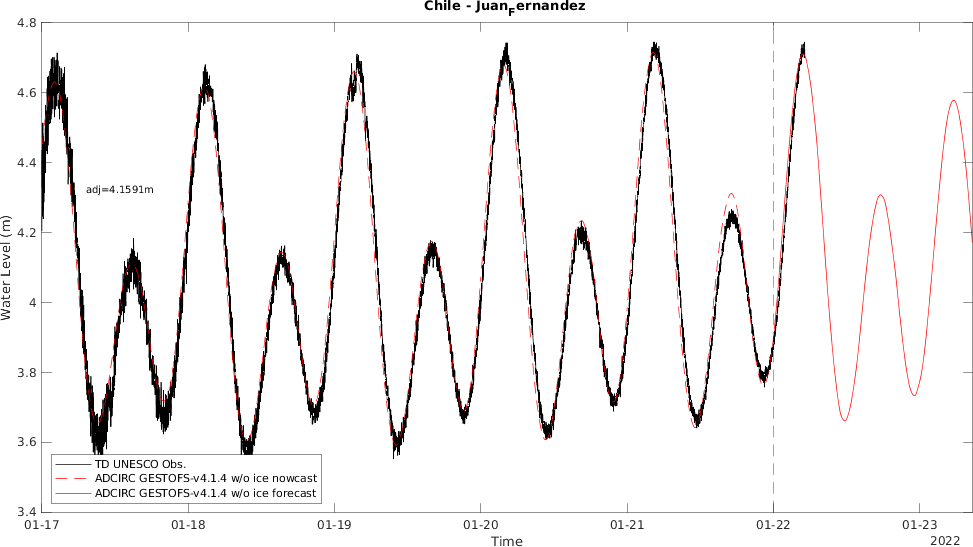 Chile - JuanFernandez
4.8
4.6
4.4
4.2
4
3.8
3.6
3.4
Water Level (m)
adj=4.1591m
TD UNESCO Obs.
ADCIRC GESTOFS-v4.1.4 w/o ice nowcast
ADCIRC GESTOFS-v4.1.4 w/o ice forecast
01-17 01-18 01-19 01-20 01-21 01-22 01-23
Time
2022